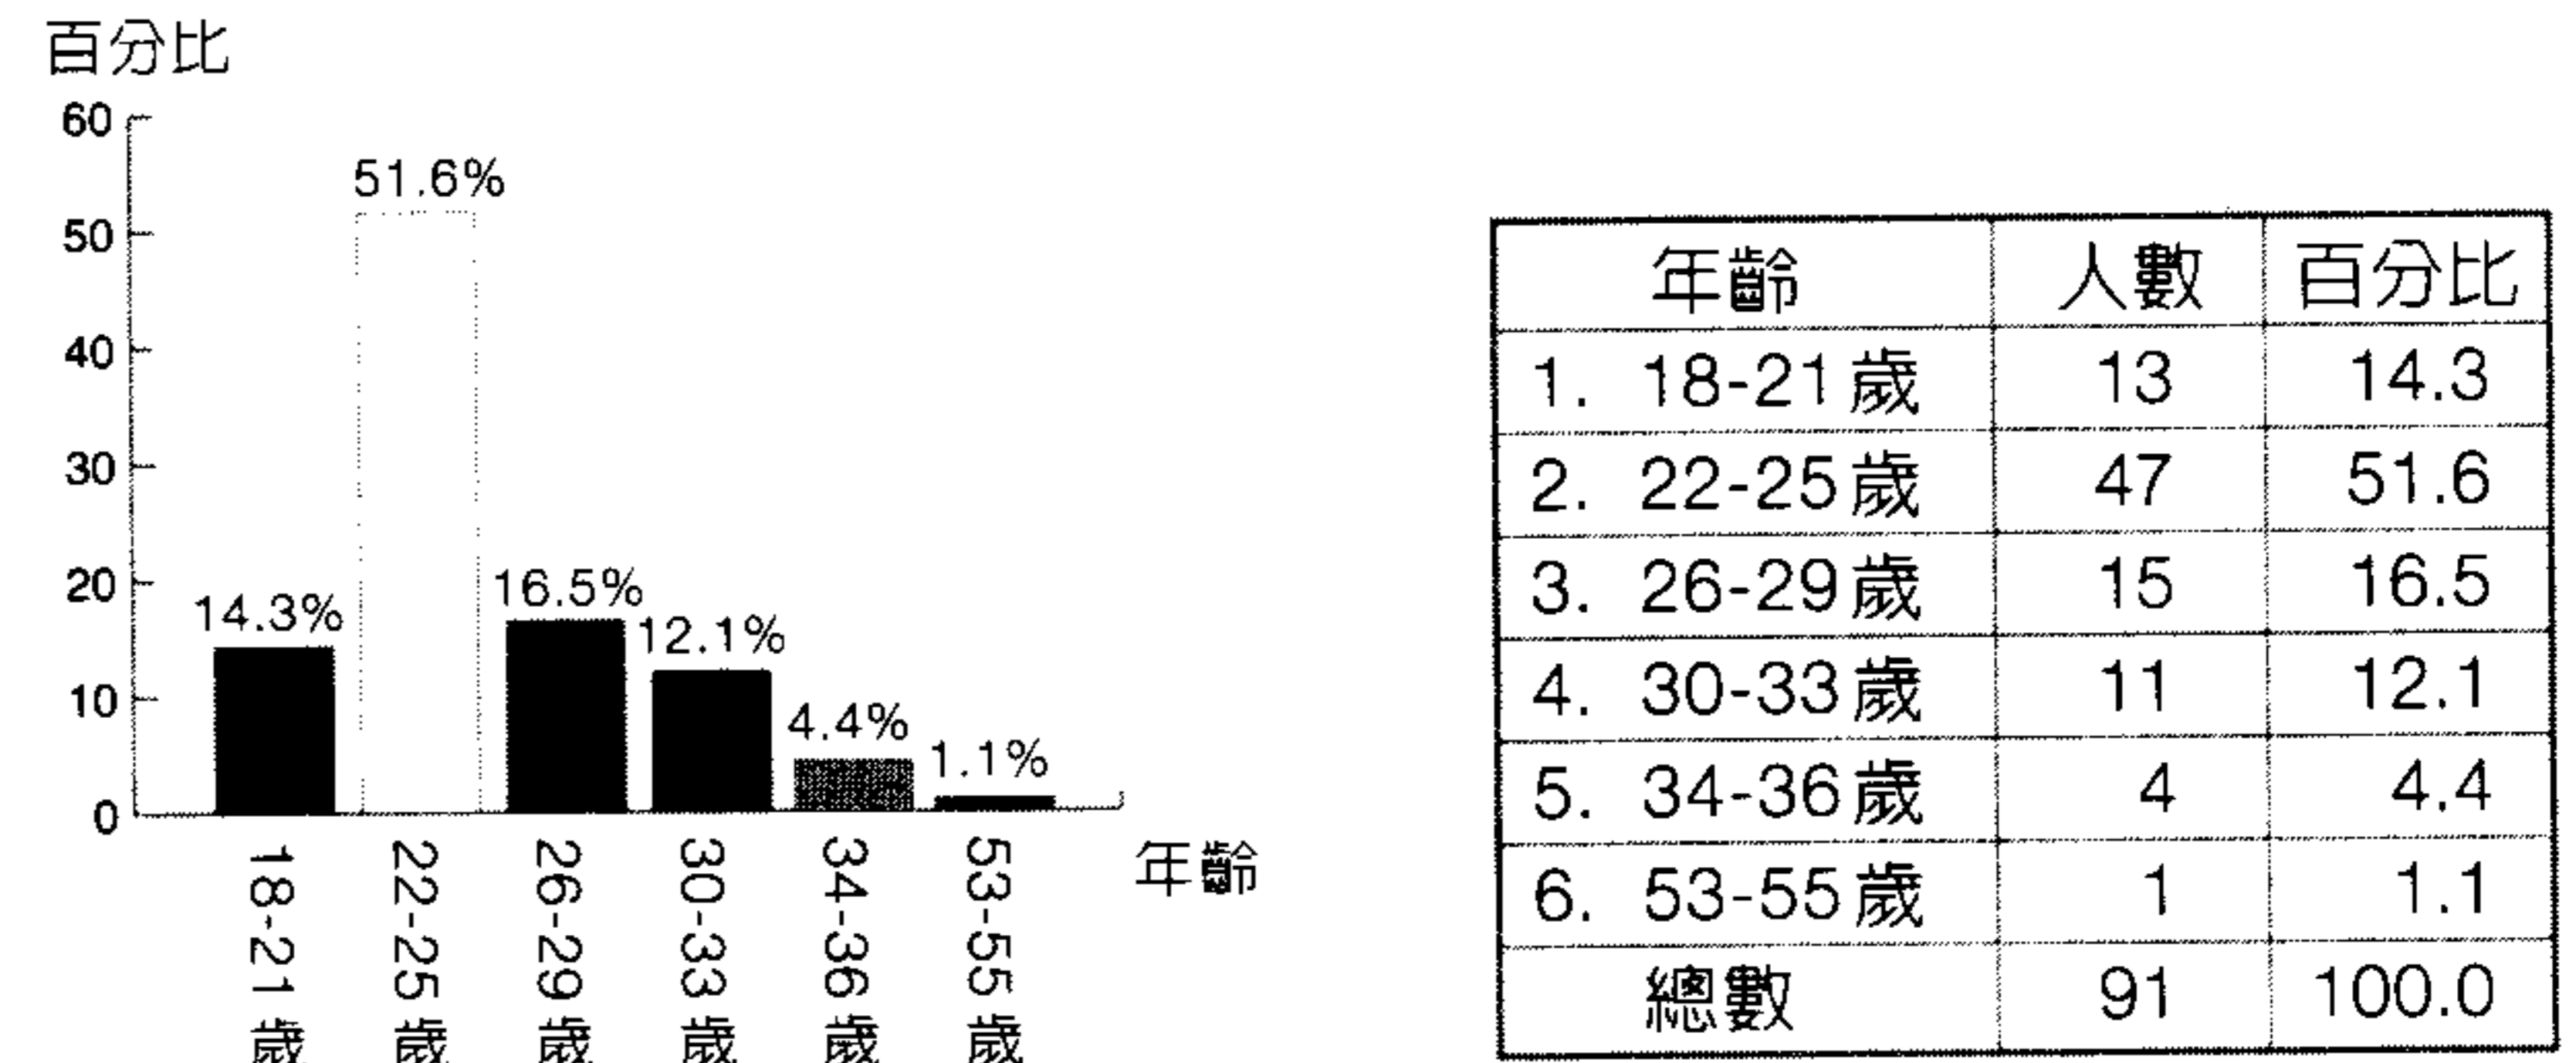 百分比
60
50
40
30
20
10
0
14.3%
51.6%
16.5%
12.1%
4.4%
1.1%
18-21歲
22-25歲
26-29歲
30-33歲
34-36歲
53-55歲
年齡
年齡 人數 百分比
1. 18-21歲 13 14.3
2. 22-25歲 47 51.6
3. 26-29歲 15 16.5
4. 30-33歲 11 12.1
5. 34-36歲 4 4.4
6. 53-55歲 1 1.1
總數 91 100.0